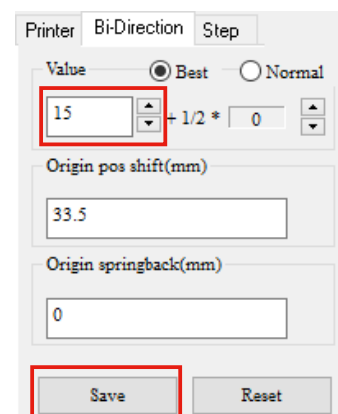 Printer Bi-Direction Step
Value Best Normal
15 + 1/2 * 0
Origin pos shift(mm)
33.5
Origin springback(mm)
0
Save Reset